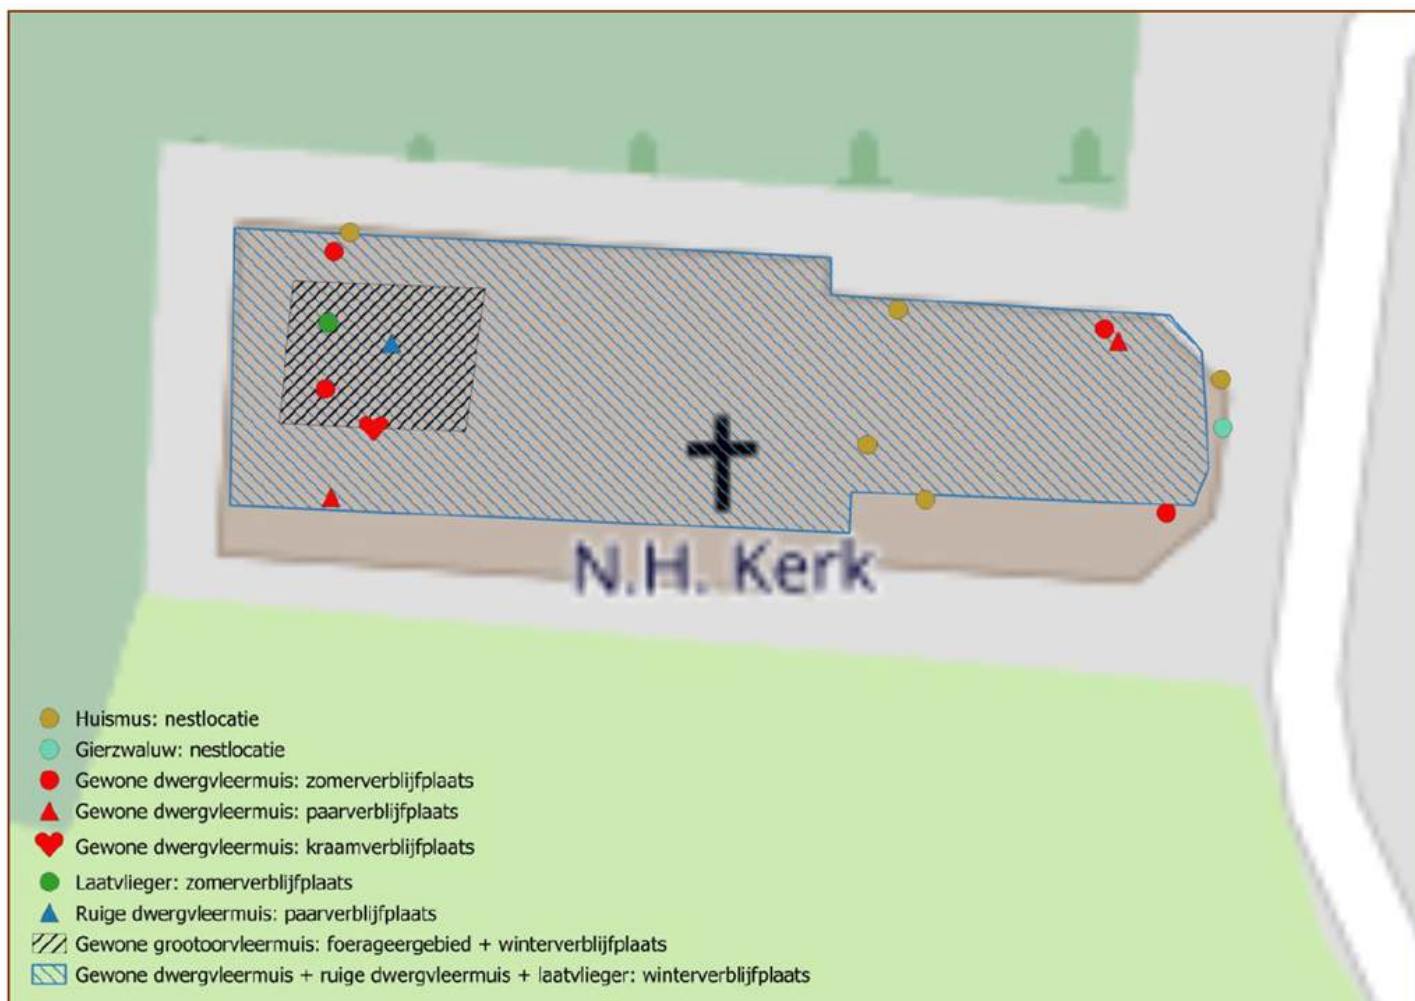 N.H. Kerk
Huismus: nestlocatie
Gierzwaluw: nestlocatie
Gewone dwergvleermuis: zomerverblijfplaats
Gewone dwergvleermuis: paarverblijfplaats
Gewone dwergvleermuis: kraamverblijfplaats
Laatvlieger: zomerverblijfplaats
Ruige dwergvleermuis: paarverblijfplaats
Gewone grootoorvleermuis: foerageergebied + winterverblijfplaats
Gewone dwergvleermuis + ruige dwergvleermuis + laatvlieger: winterverblijfplaats